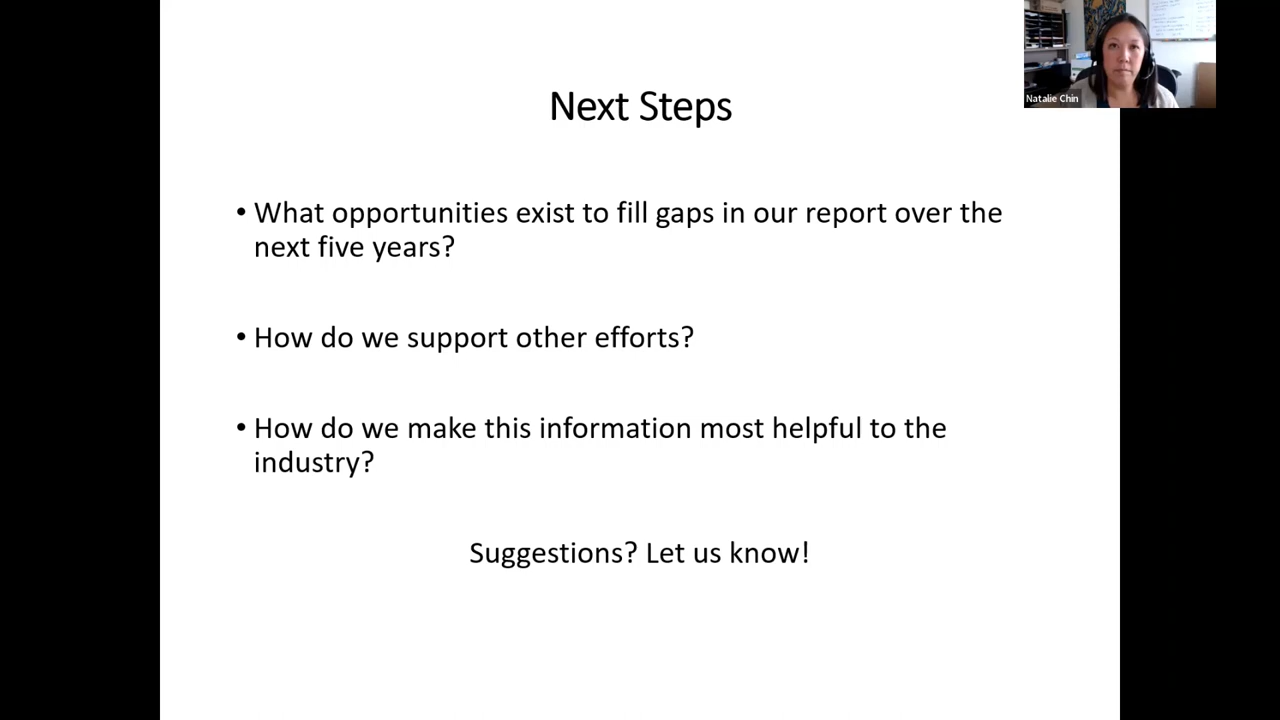 Natalie Chin
Next Steps
• What opportunities exist to fill gaps in our report over the
next five years?
• How do we support other efforts?
• How do we make this information most helpful to the
industry?
Suggestions? Let us know!